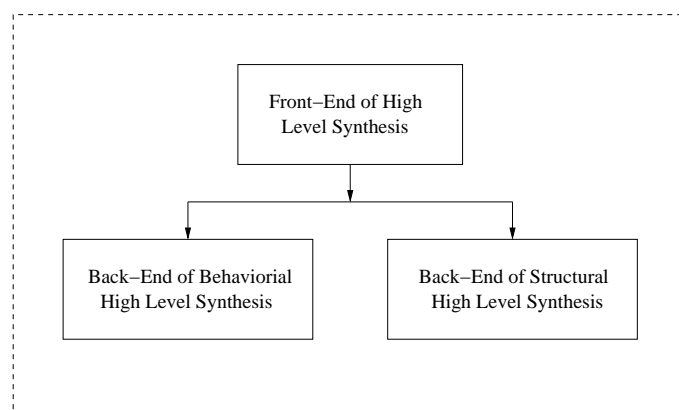 Front−End of High
Level Synthesis
Back−End of Behaviorial
High Level Synthesis
Back−End of Structural
High Level Synthesis